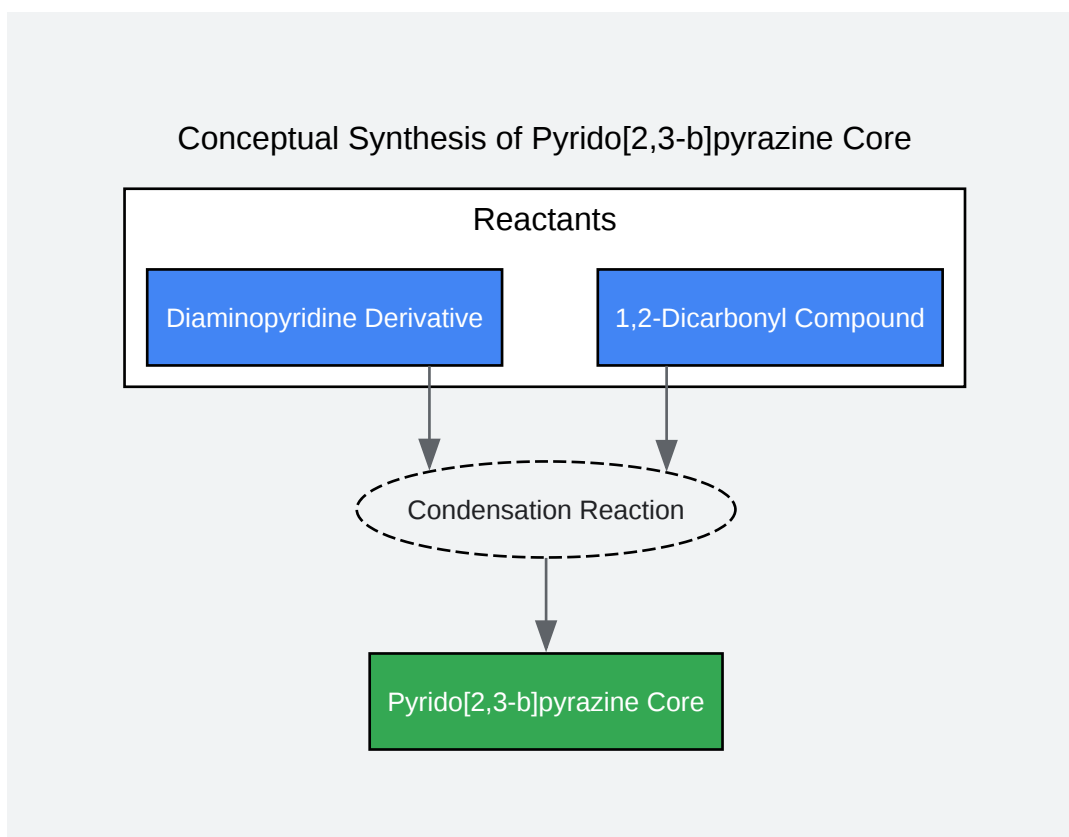 Conceptual Synthesis of Pyrido[2,3-b]pyrazine Core
Reactants
Diaminopyridine Derivative
1,2-Dicarbonyl Compound
Condensation Reaction
Pyrido[2,3-b]pyrazine Core